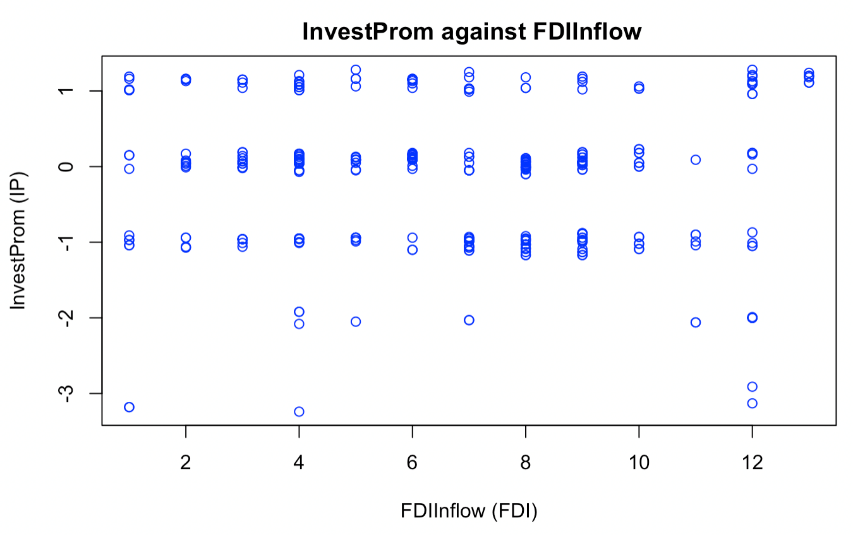 InvestProm against FDIInflow
InvestProm (IP)
1
0
-1
-2
-3
2 4 6 8 10 12
FDIInflow (FDI)